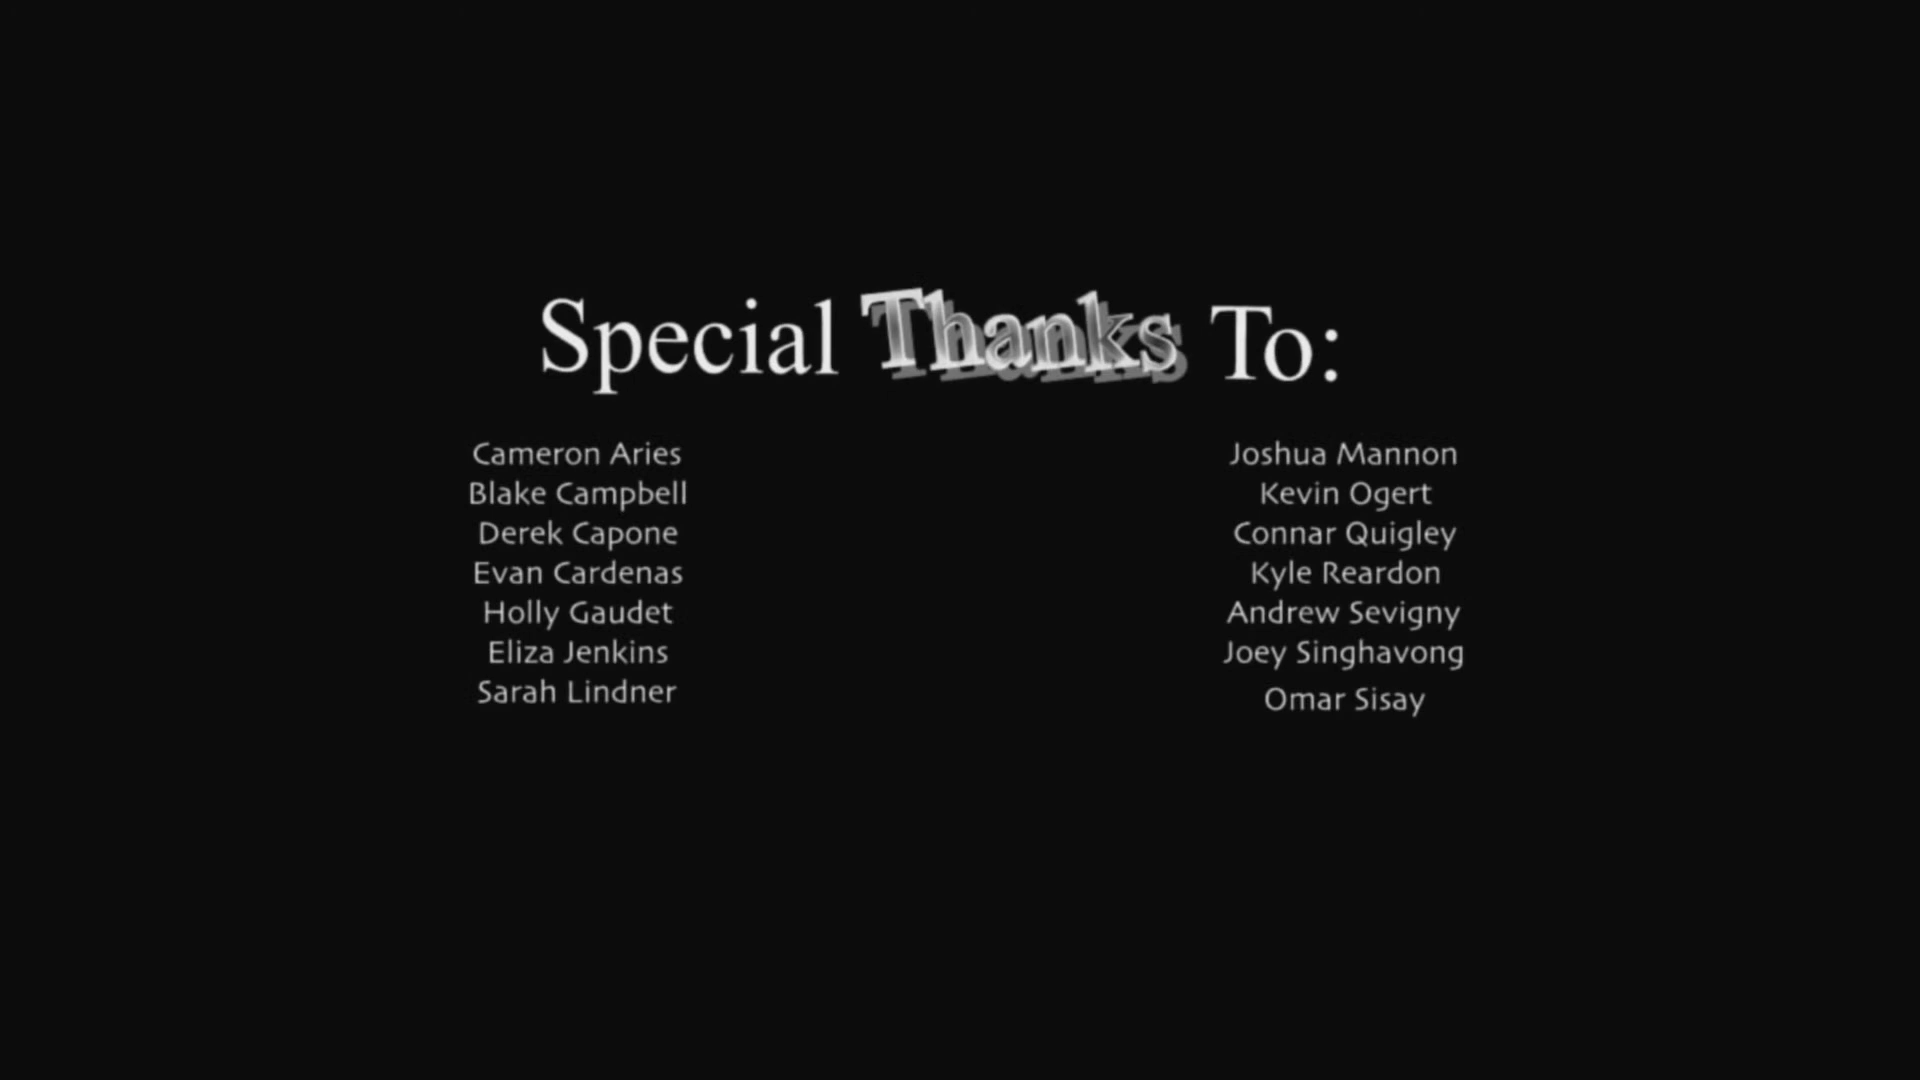 Special Thanks To:
Cameron Aries
Blake Campbell
Derek Capone
Evan Cardenas
Holly Gaudet
Eliza Jenkins
Sarah Lindner
Joshua Mannon
Kevin Ogert
Connar Quigley
Kyle Reardon
Andrew Sevigny
Joey Singhavong
Omar Sisay